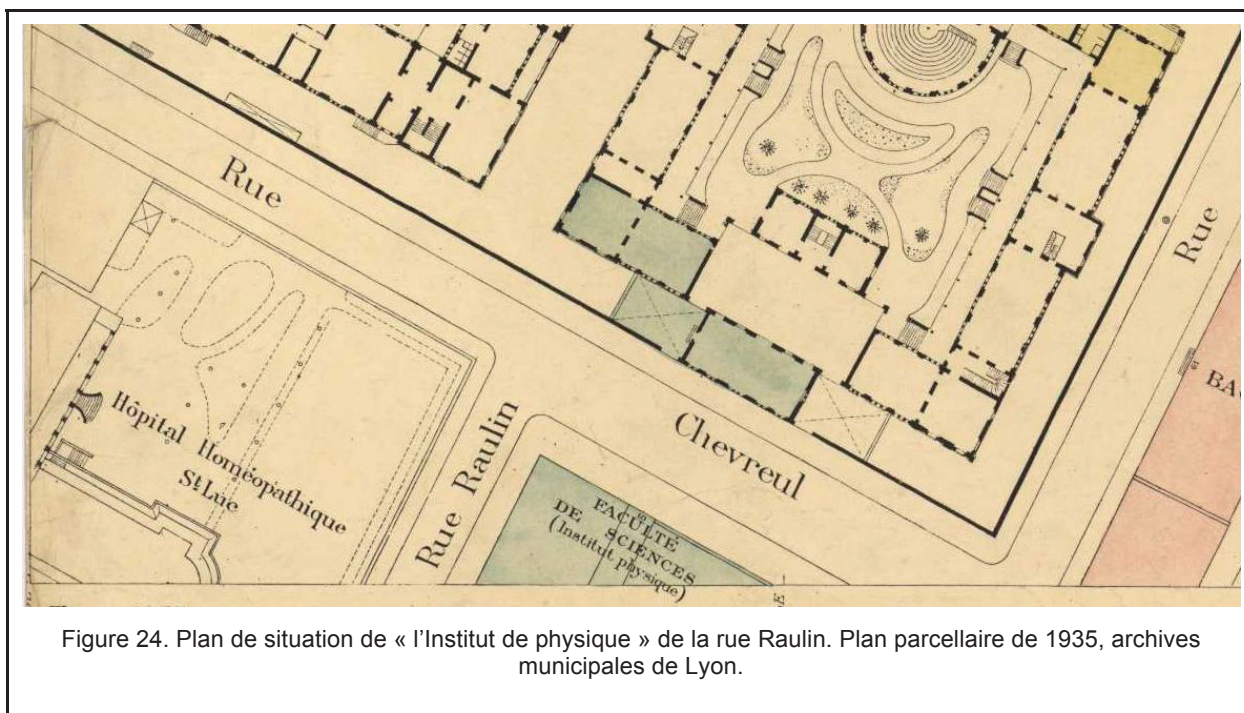 Rue
Chevreul
Rue
BA
Hôpital Homéopathique
St Luc
Rue Raulin
FACULTÉ
DE SCIENCES
(Institut physique)
Figure 24. Plan de situation de « l’Institut de physique » de la rue Raulin. Plan parcellaire de 1935, archives
municipales de Lyon.